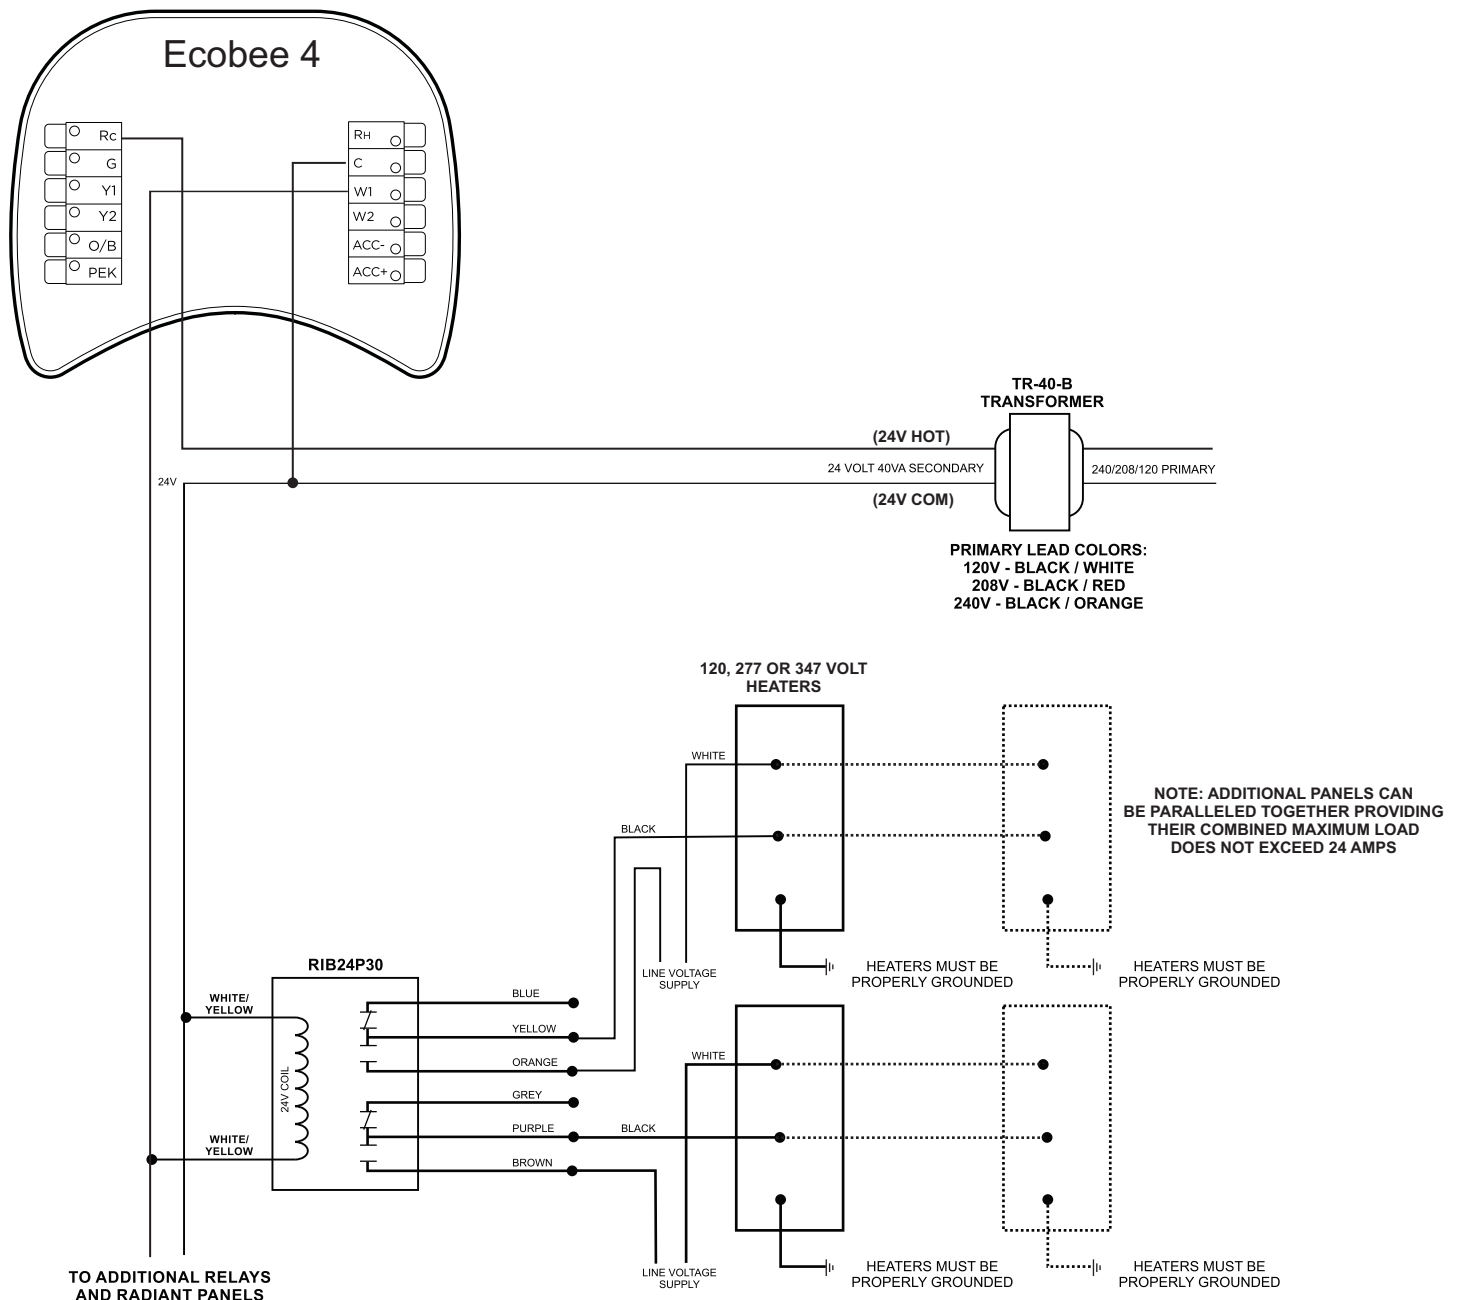 Ecobee 4
Rc
G
Y1
Y2
O/B
PEK
RH
C
W1
W2
ACC-
ACC+
TR-40-B
TRANSFORMER
(24V HOT)
24 VOLT 40VA SECONDARY
240/208/120 PRIMARY
24V
(24V COM)
PRIMARY LEAD COLORS:
120V - BLACK / WHITE
208V - BLACK / RED
240V - BLACK / ORANGE
120, 277 OR 347 VOLT
HEATERS
WHITE
BLACK
NOTE: ADDITIONAL PANELS CAN
BE PARALLELED TOGETHER PROVIDING
THEIR COMBINED MAXIMUM LOAD
DOES NOT EXCEED 24 AMPS
LINE VOLTAGE
SUPPLY
HEATERS MUST BE
PROPERLY GROUNDED
HEATERS MUST BE
PROPERLY GROUNDED
RIB24P30
WHITE/
YELLOW
24V COIL
WHITE/
YELLOW
BLUE
YELLOW
ORANGE
GREY
PURPLE
BROWN
WHITE
BLACK
LINE VOLTAGE
SUPPLY
HEATERS MUST BE
PROPERLY GROUNDED
HEATERS MUST BE
PROPERLY GROUNDED
TO ADDITIONAL RELAYS
AND RADIANT PANELS